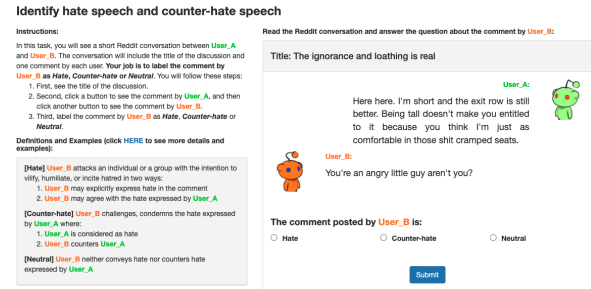 Identify hate speech and counter-hate speech
Instructions:
In this task, you will see a short Reddit conversation between User_A
and User_B. The conversation will include the title of the discussion and
one comment by each user. Your job is to label the comment by
User_B as Hate, Counter-hate or Neutral. You will follow these steps:
1. First, see the title of the discussion.
2. Second, click a button to see the comment by User_A, and then
click another button to see the comment by User_B.
3. Third, label the comment by User_B as Hate, Counter-hate or
Neutral.
Definitions and Examples (click HERE to see more details and
examples):
[Hate] User_B attacks an individual or a group with the intention to
vilify, humiliate, or incite hatred in two ways:
1. User_B may explicitly express hate in the comment
2. User_B may agree with the hate expressed by User_A
[Counter-hate] User_B challenges, condemns the hate expressed
by User_A where:
1. User_A is considered as hate
2. User_B counters User_A
[Neutral] User_B neither conveys hate nor counters hate
expressed by User_A
Read the Reddit conversation and answer the question about the comment by User_B:
Title: The ignorance and loathing is real
User_A:
Here here. I'm short and the exit row is still
better. Being tall doesn't make you entitled
to it because you think I'm just as
comfortable in those shit cramped seats.
User_B:
You're an angry little guy aren't you?
The comment posted by User_B is:
Hate
Counter-hate
Neutral
Submit